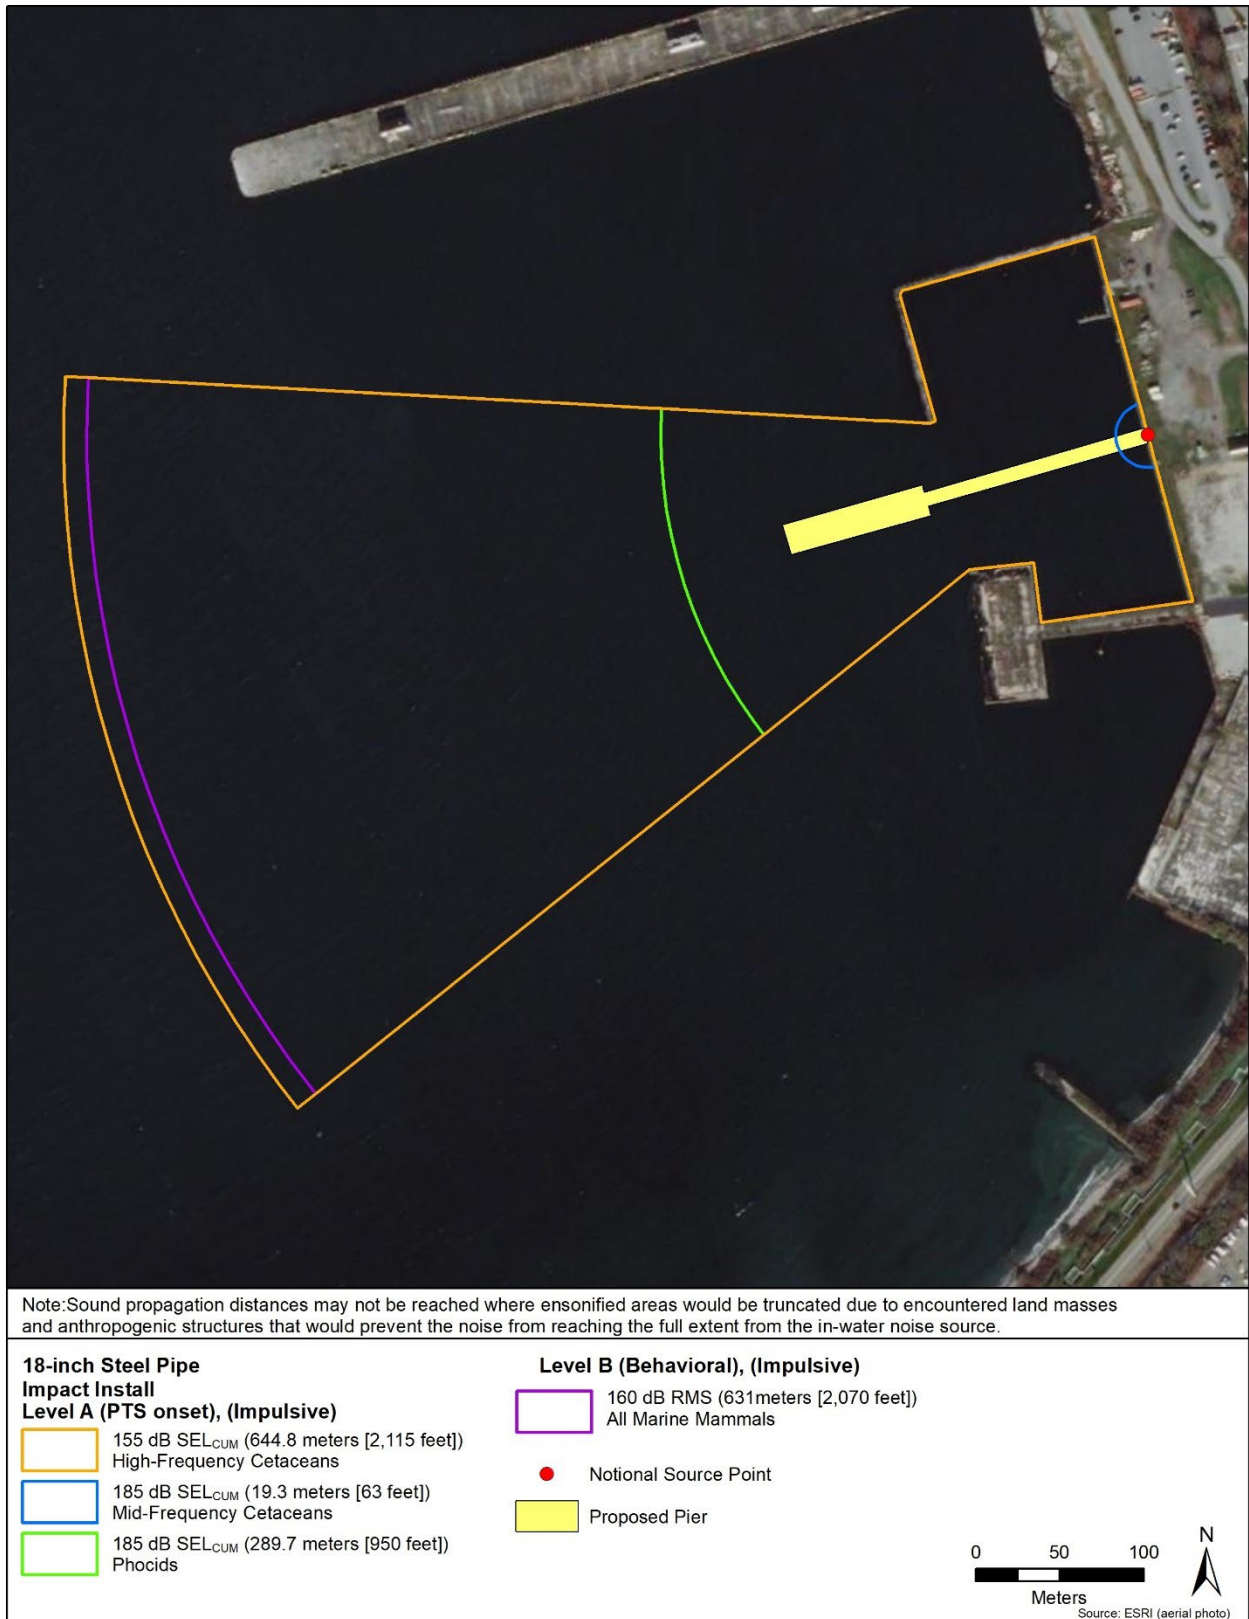 Note:Sound propagation distances may not be reached where ensonified areas would be truncated due to encountered land masses
and anthropogenic structures that would prevent the noise from reaching the full extent from the in-water noise source.
18-inch Steel Pipe
Impact Install
Level A (PTS onset), (Impulsive)
155 dB SELCUM (644.8 meters [2,115 feet])
High-Frequency Cetaceans
185 dB SELCUM (19.3 meters [63 feet])
Mid-Frequency Cetaceans
185 dB SELCUM (289.7 meters [950 feet])
Phocids
Level B (Behavioral), (Impulsive)
160 dB RMS (631meters [2,070 feet])
All Marine Mammals
Notional Source Point
Proposed Pier
N
0 50 100
Meters
Source: ESRI (aerial photo)